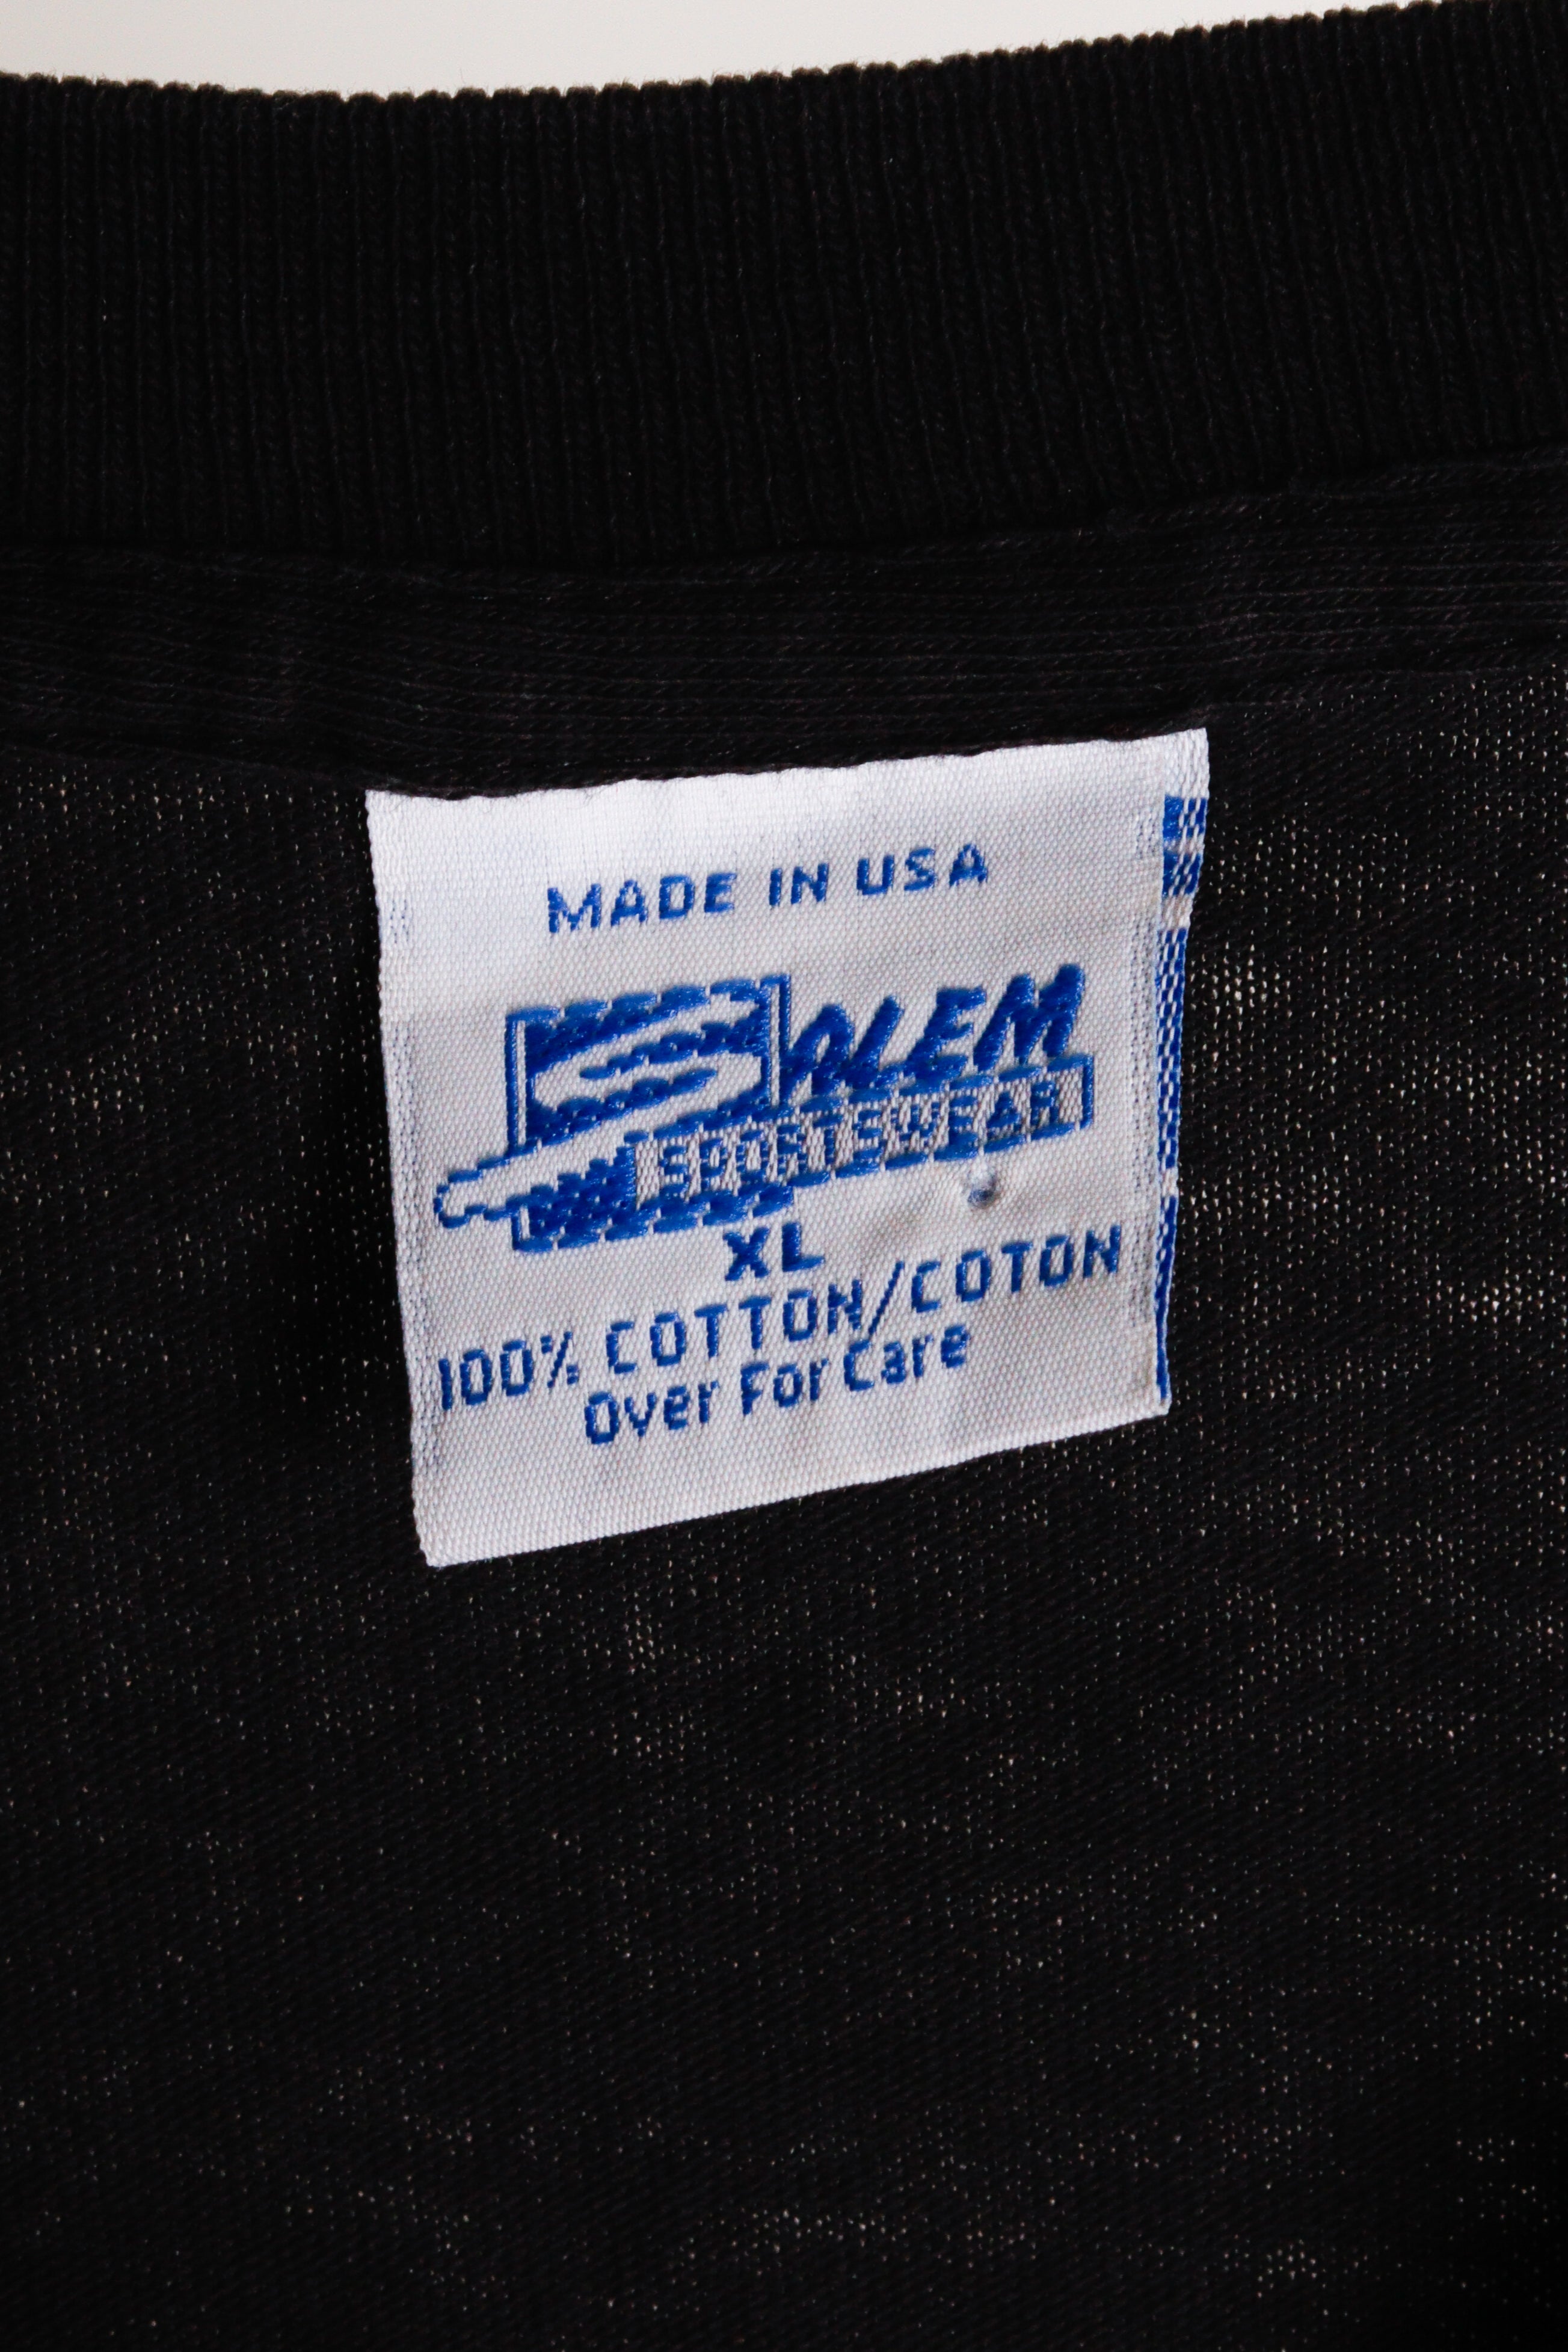 MADE IN USA
SALEM
SPORTSWEAR
XL
100% COTTON/COTON
Over For Care